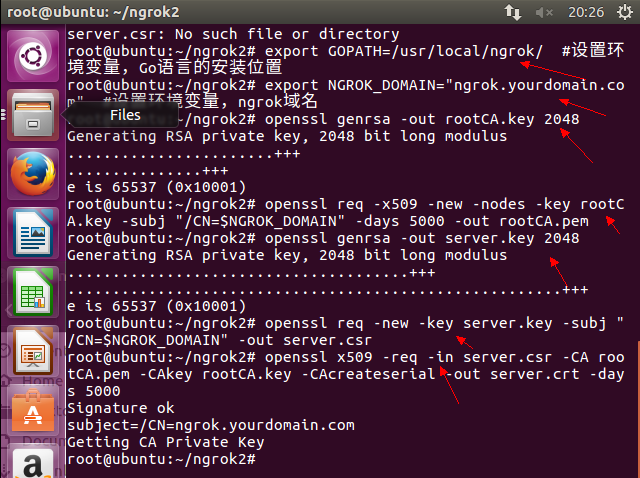 root@ubuntu: ~/ngrok2
20:26
server.csr: No such file or directory
root@ubuntu:~/ngrok2# export GOPATH=/usr/local/ngrok/  #设置环
境变量，Go语言的安装位置
root@ubuntu:~/ngrok2# export NGROK_DOMAIN="ngrok.yourdomain.co
m"  #设置环境变量，ngrok域名
Files
root@ubuntu:~/ngrok2# openssl genrsa -out rootCA.key 2048
Generating RSA private key, 2048 bit long modulus
.......................+++
...............+++
e is 65537 (0x10001)
root@ubuntu:~/ngrok2# openssl req -x509 -new -nodes -key rootC
A.key -subj "/CN=$NGROK_DOMAIN" -days 5000 -out rootCA.pem
root@ubuntu:~/ngrok2# openssl genrsa -out server.key 2048
Generating RSA private key, 2048 bit long modulus
......................................+++
.......................................................+++
e is 65537 (0x10001)
root@ubuntu:~/ngrok2# openssl req -new -key server.key -subj "
/CN=$NGROK_DOMAIN" -out server.csr
root@ubuntu:~/ngrok2# openssl x509 -req -in server.csr -CA roo
tCA.pem -CAkey rootCA.key -CAcreateserial -out server.crt -day
s 5000
Signature ok
subject=/CN=ngrok.yourdomain.com
Getting CA Private Key
root@ubuntu:~/ngrok2#